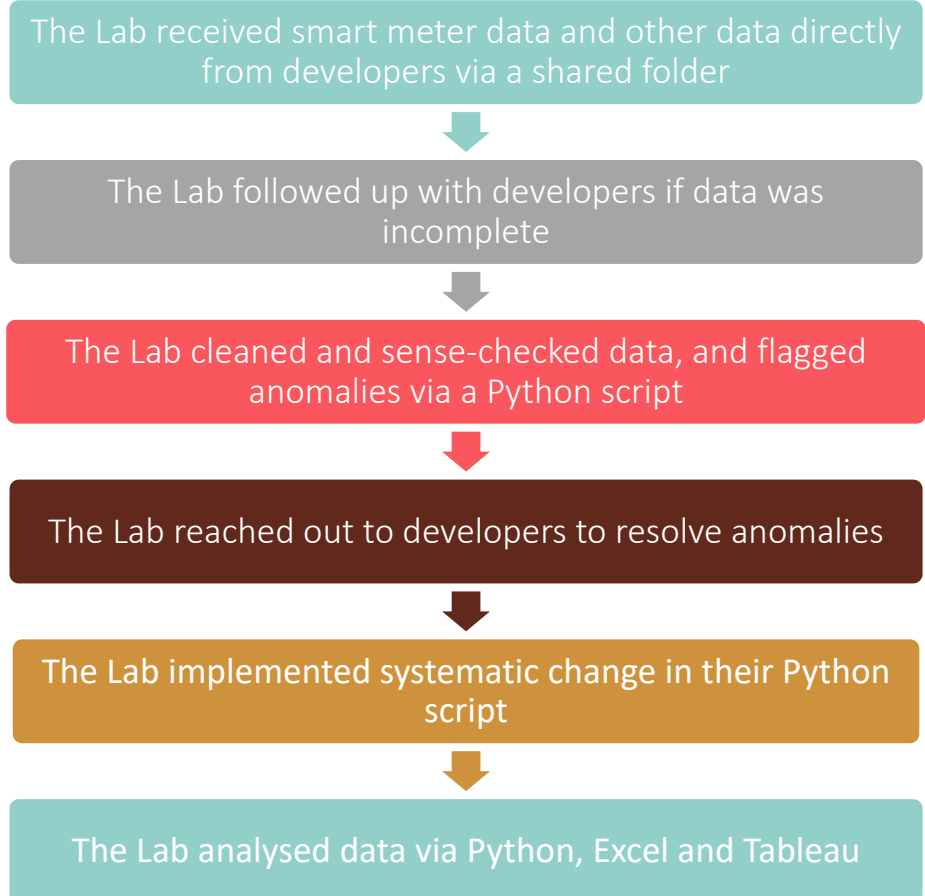 The Lab received smart meter data and other data directly
from developers via a shared folder
The Lab followed up with developers if data was
incomplete
The Lab cleaned and sense-checked data, and flagged
anomalies via a Python script
The Lab reached out to developers to resolve anomalies
The Lab implemented systematic change in their Python
script
The Lab analysed data via Python, Excel and Tableau